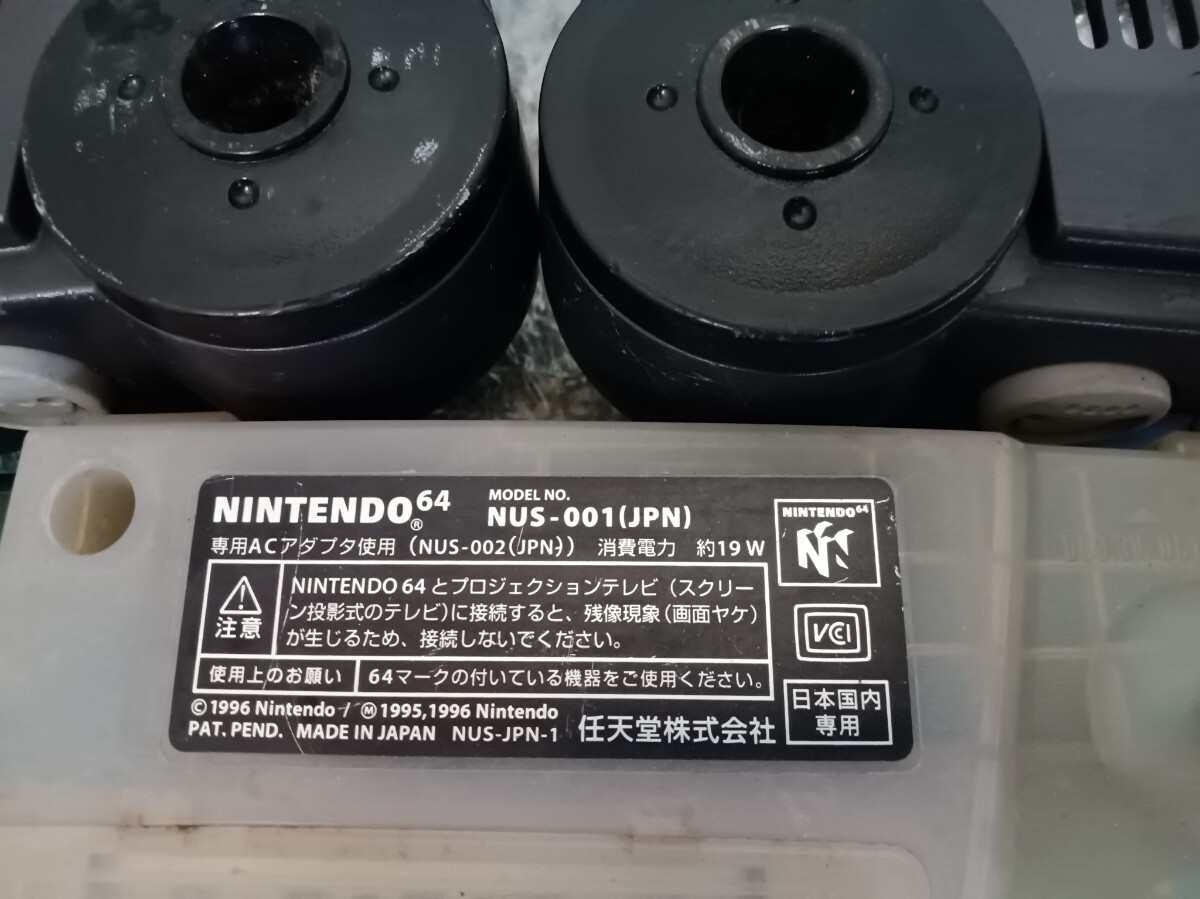 NINTENDO64®
MODEL NO.
NUS-001(JPN)
専用ACアダプタ使用（NUS-002(JPN)） 消費電力 約19W
注意
NINTENDO 64とプロジェクションテレビ（スクリー
ン投影式のテレビ）に接続すると、残像現象（画面ヤケ）
が生じるため、接続しないでください。
使用上のお願い
64マークの付いている機器をご使用ください。
©1996 Nintendo / Ⓜ1995,1996 Nintendo
PAT. PEND. MADE IN JAPAN NUS-JPN-1 任天堂株式会社
NINTENDO64
N
VCI
日本国内
専用